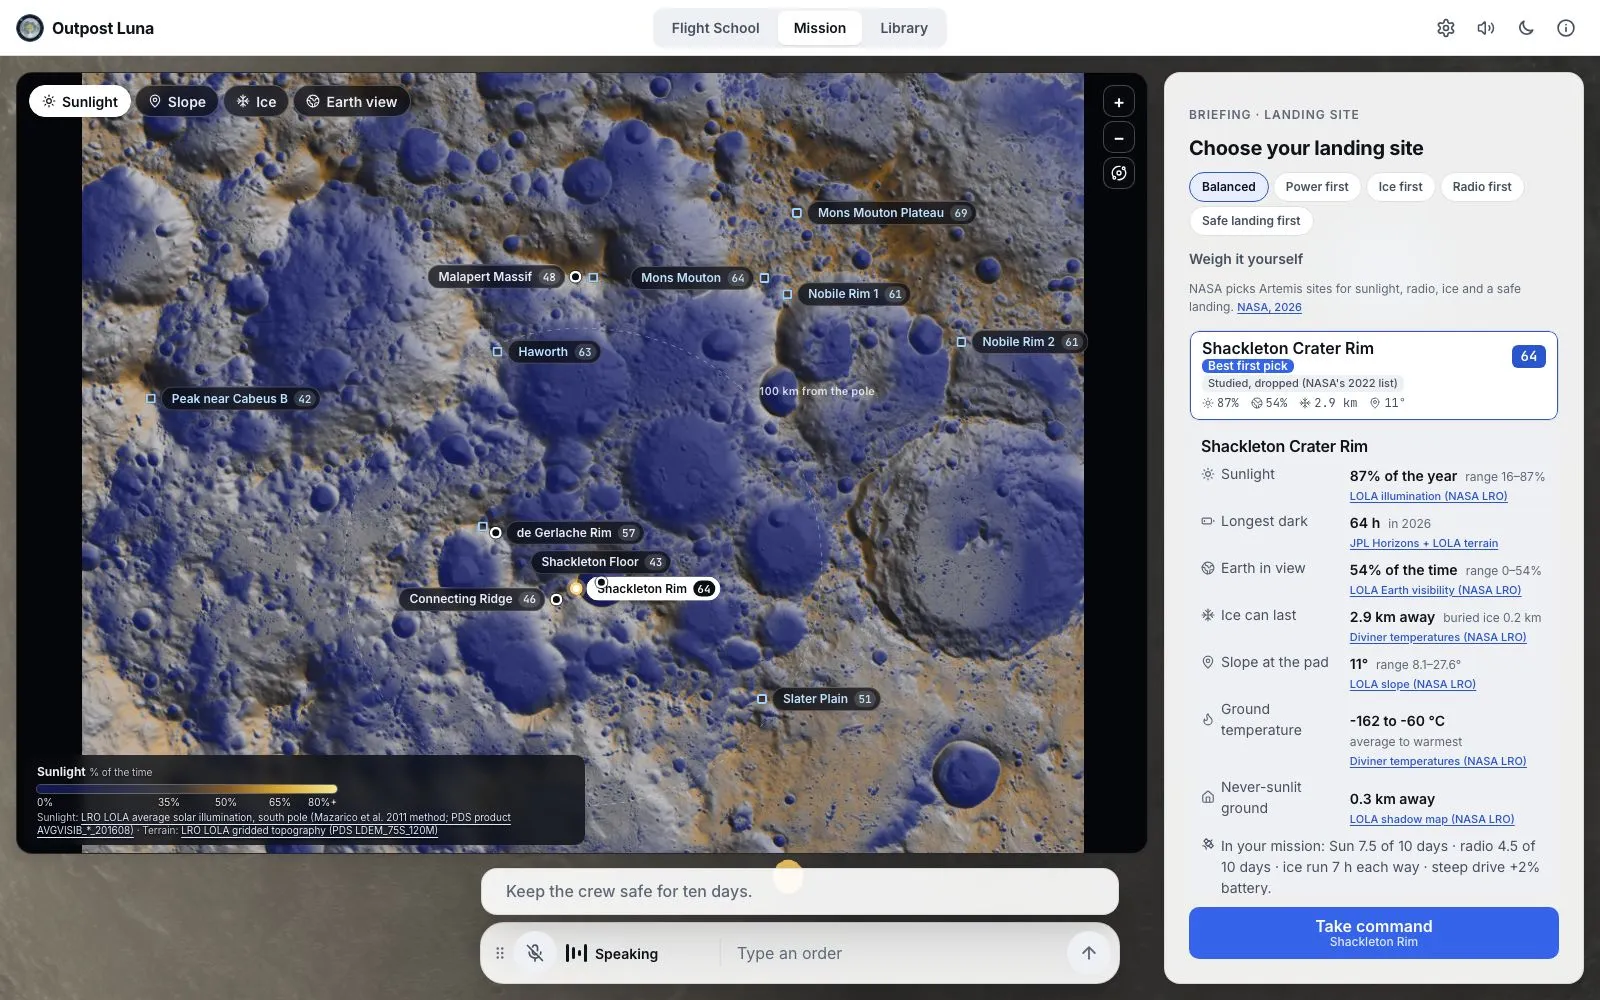 Outpost Luna
Flight School
Mission
Library
Sunlight
Slope
Ice
Earth view
+
−
Mons Mouton Plateau 69
Malapert Massif 48
Mons Mouton 64
Nobile Rim 1 61
Haworth 63
Nobile Rim 2 61
100 km from the pole
Peak near Cabeus B 42
de Gerlache Rim 57
Shackleton Floor 43
Shackleton Rim 64
Connecting Ridge 46
Slater Plain 51
Sunlight % of the time
0% 35% 50% 65% 80%+
Sunlight: LRO LOLA average solar illumination, south pole (Mazarico et al. 2011 method; PDS product
AVGVISIB_*_201608) · Terrain: LRO LOLA gridded topography (PDS LDEM_75S_120M)
Keep the crew safe for ten days.
Speaking
Type an order
BRIEFING · LANDING SITE
Choose your landing site
Balanced
Power first
Ice first
Radio first
Safe landing first
Weigh it yourself
NASA picks Artemis sites for sunlight, radio, ice and a safe
landing. NASA, 2026
Shackleton Crater Rim
64
Best first pick
Studied, dropped (NASA's 2022 list)
87% 54% 2.9 km 11°
Shackleton Crater Rim
Sunlight
87% of the year range 16–87%
LOLA illumination (NASA LRO)
Longest dark
64 h in 2026
JPL Horizons + LOLA terrain
Earth in view
54% of the time range 0–54%
LOLA Earth visibility (NASA LRO)
Ice can last
2.9 km away buried ice 0.2 km
Diviner temperatures (NASA LRO)
Slope at the pad
11° range 8.1–27.6°
LOLA slope (NASA LRO)
Ground
temperature
-162 to -60 °C
average to warmest
Diviner temperatures (NASA LRO)
Never-sunlit
ground
0.3 km away
LOLA shadow map (NASA LRO)
In your mission: Sun 7.5 of 10 days · radio 4.5 of
10 days · ice run 7 h each way · steep drive +2%
battery.
Take command
Shackleton Rim